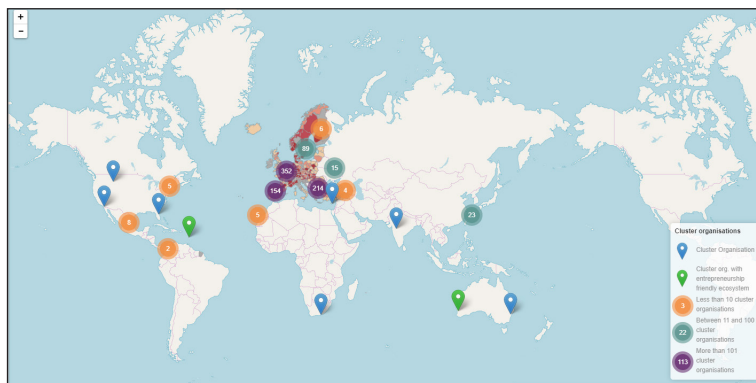 +
−
6
89
352
15
154
214
4
5
5
8
23
2
Cluster organisations
Cluster Organisation
Cluster org. with
entrepreneurship
friendly ecosystem
3
Less than 10 cluster
organisations
Between 11 and 100
22
cluster
organisations
More than 101
113
cluster
organisations